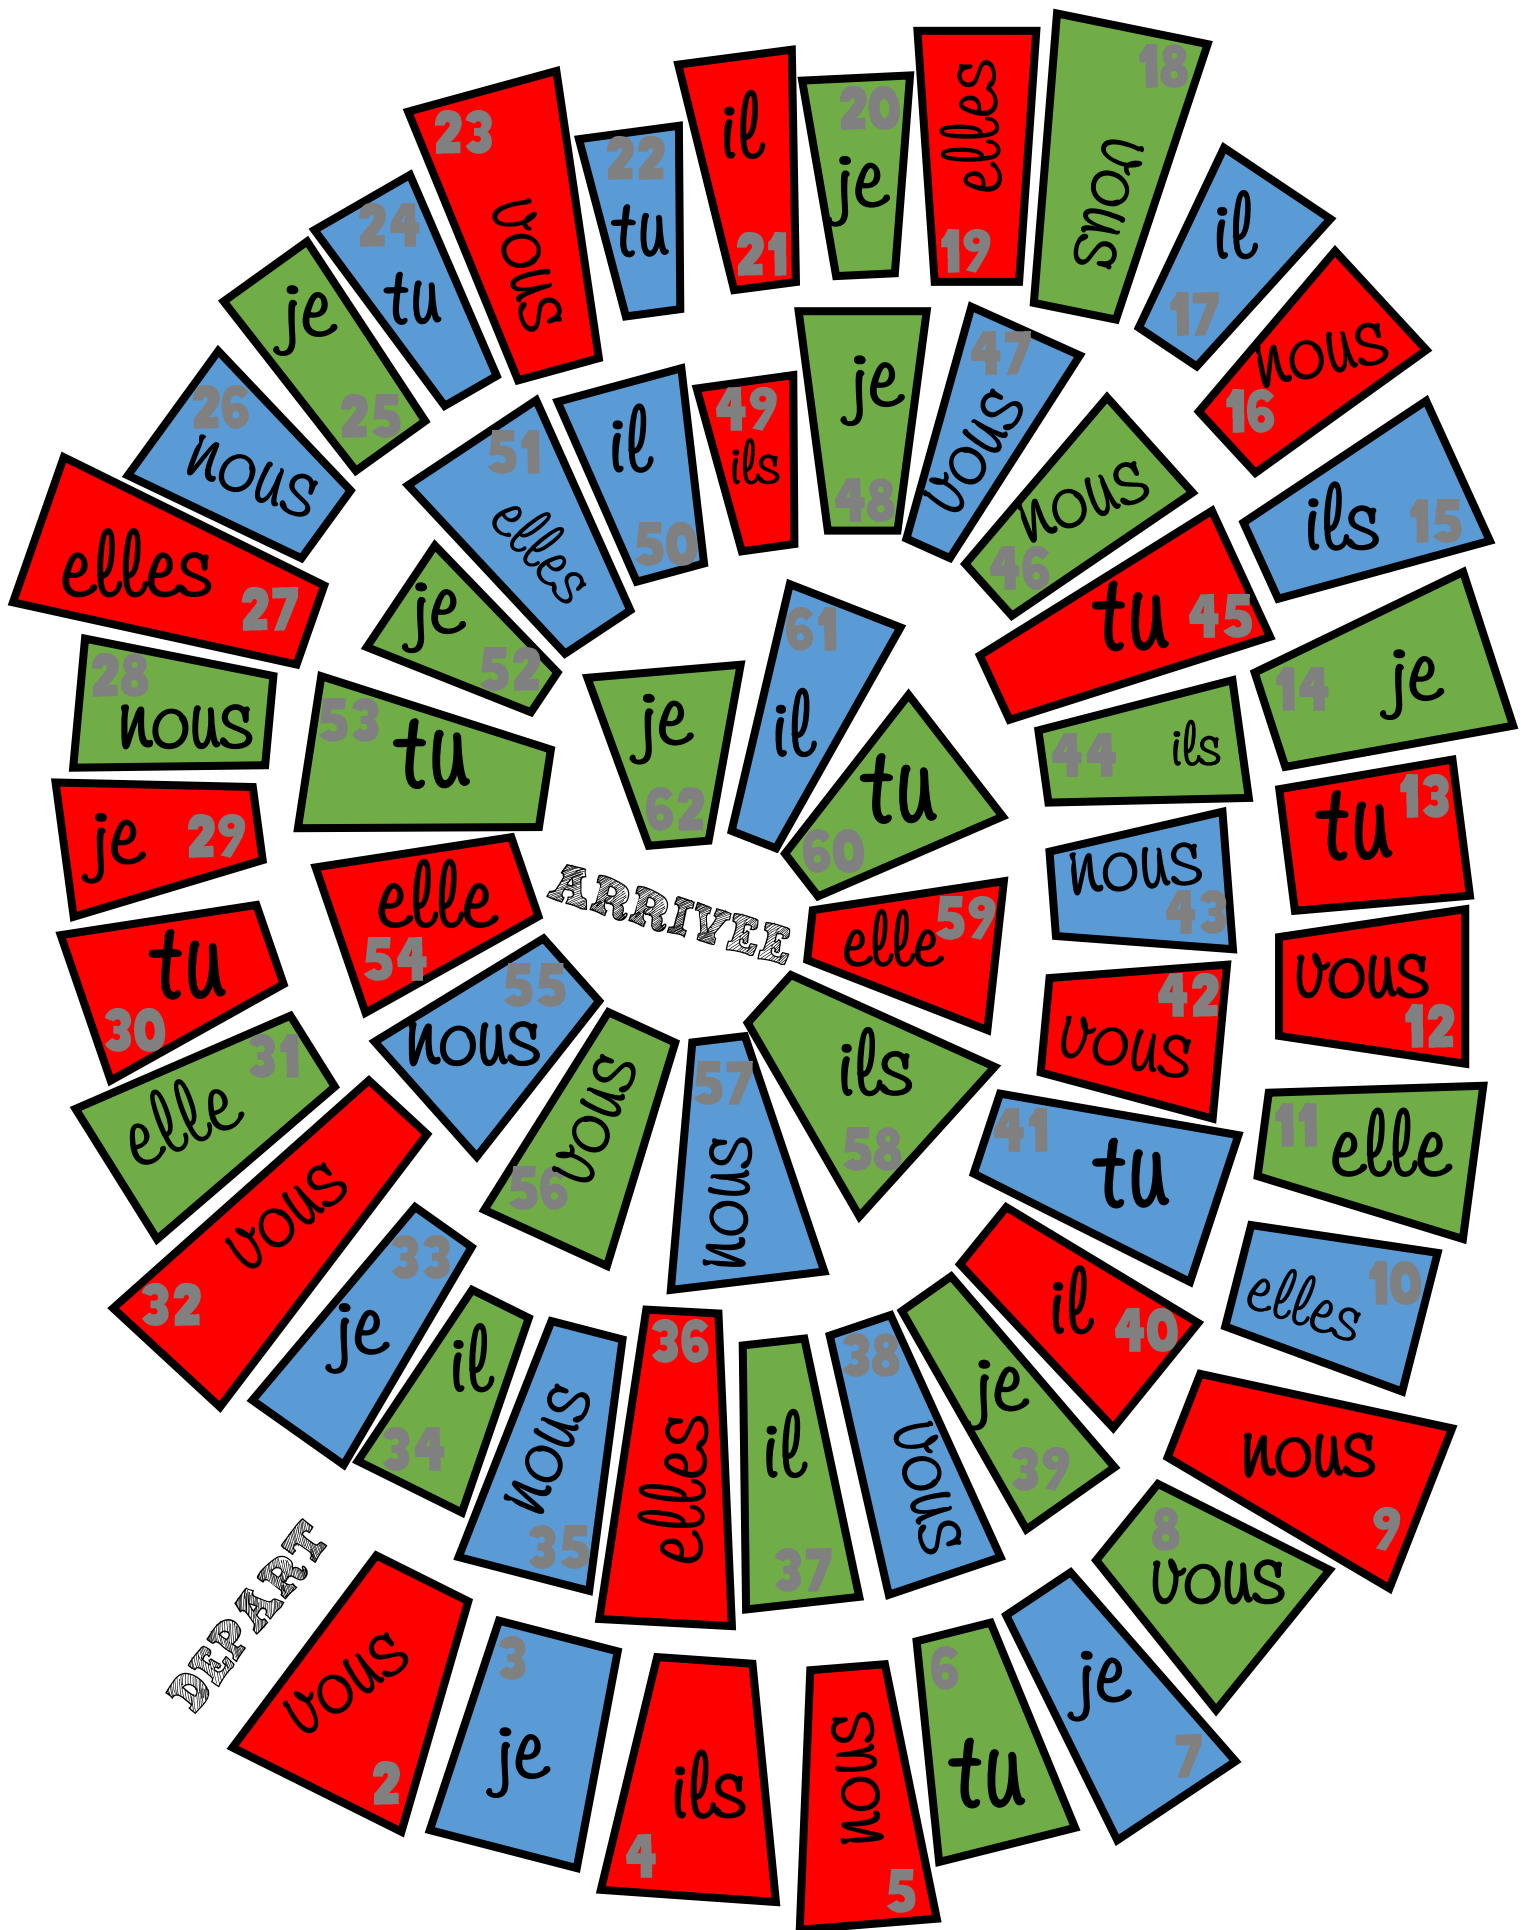 DEPART
vous 2
3 je
4 ils
nous 5
6 tu
je 7
8 vous
nous 9
elles 10
11 elle
vous 12
tu 13
14 je
ils 15
nous 16
il 17
18 vous
elles 19
20 je
il 21
22 tu
23 vous
24 tu
je 25
26 nous
elles 27
28 nous
je 29
tu 30
31 elle
vous 32
33 je
il 34
nous 35
36 elles
il 37
38 vous
je 39
il 40
41 tu
42 vous
nous 43
44 ils
tu 45
nous 46
47 vous
je 48
49 ils
il 50
51 elles
je 52
53 tu
elle 54
55 nous
vous 56
57 nous
ils 58
elle 59
tu 60
61 il
je 62
ARRIVEE